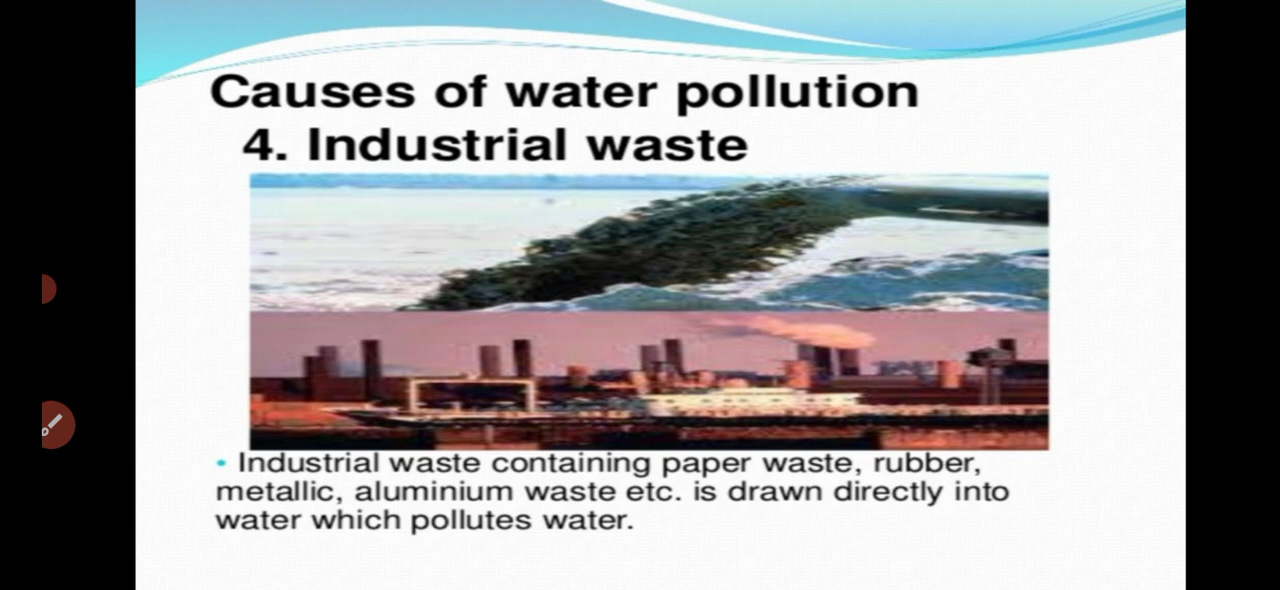 Causes of water pollution
4. Industrial waste
• Industrial waste containing paper waste, rubber,
metallic, aluminium waste etc. is drawn directly into
water which pollutes water.